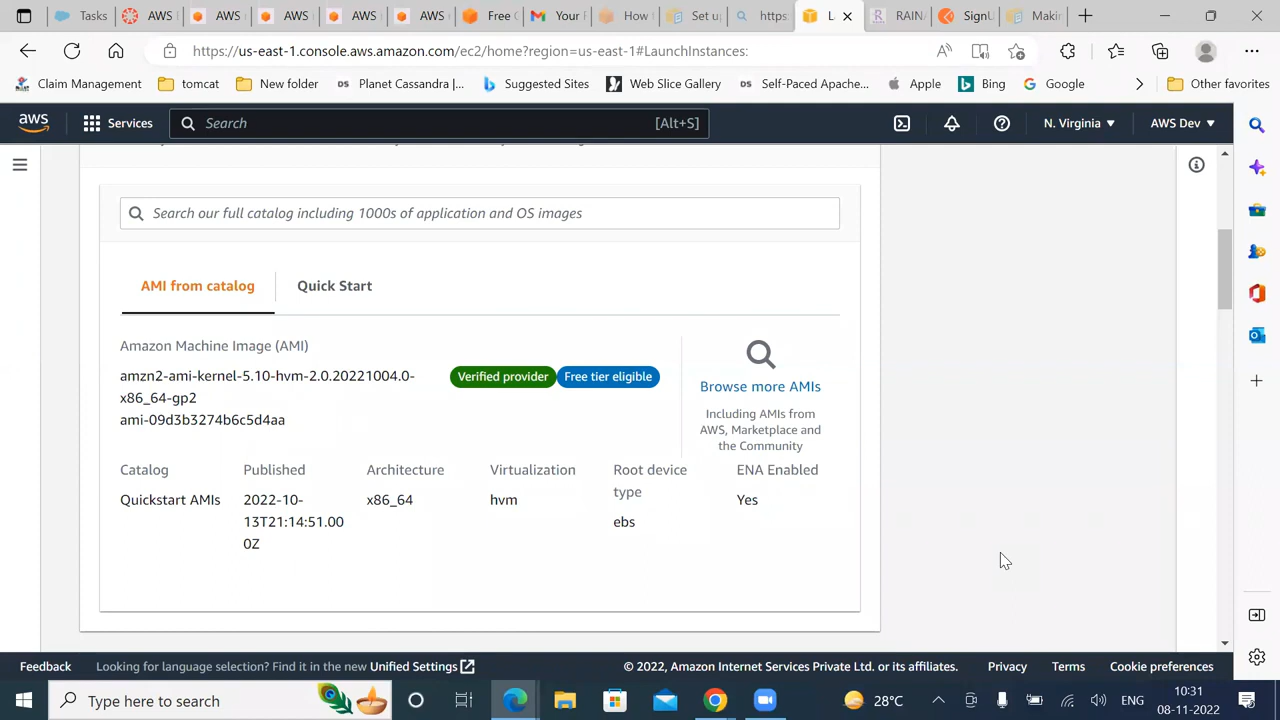 Tasks
AWS D
AWS
AWS
AWS
AWS
Free
Your
How
Set up
https
L
RAIN
SignU
Makin
https://us-east-1.console.aws.amazon.com/ec2/home?region=us-east-1#LaunchInstances:
Claim Management
tomcat
New folder
DS
Planet Cassandra |...
Suggested Sites
Web Slice Gallery
DS
Self-Paced Apache...
Apple
Bing
Google
Other favorites
aws
Services
Search
[Alt+S]
N. Virginia
AWS Dev
Search our full catalog including 1000s of application and OS images
AMI from catalog
Quick Start
Amazon Machine Image (AMI)
amzn2-ami-kernel-5.10-hvm-2.0.20221004.0-
x86_64-gp2
ami-09d3b3274b6c5d4aa
Verified provider
Free tier eligible
Browse more AMIs
Including AMIs from
AWS, Marketplace and
the Community
Catalog
Published
Architecture
Virtualization
Root device
type
ENA Enabled
Quickstart AMIs
2022-10-
13T21:14:51.00
0Z
x86_64
hvm
ebs
Yes
Feedback
Looking for language selection? Find it in the new Unified Settings
© 2022, Amazon Internet Services Private Ltd. or its affiliates.
Privacy
Terms
Cookie preferences
Type here to search
28°C
ENG
10:31
08-11-2022